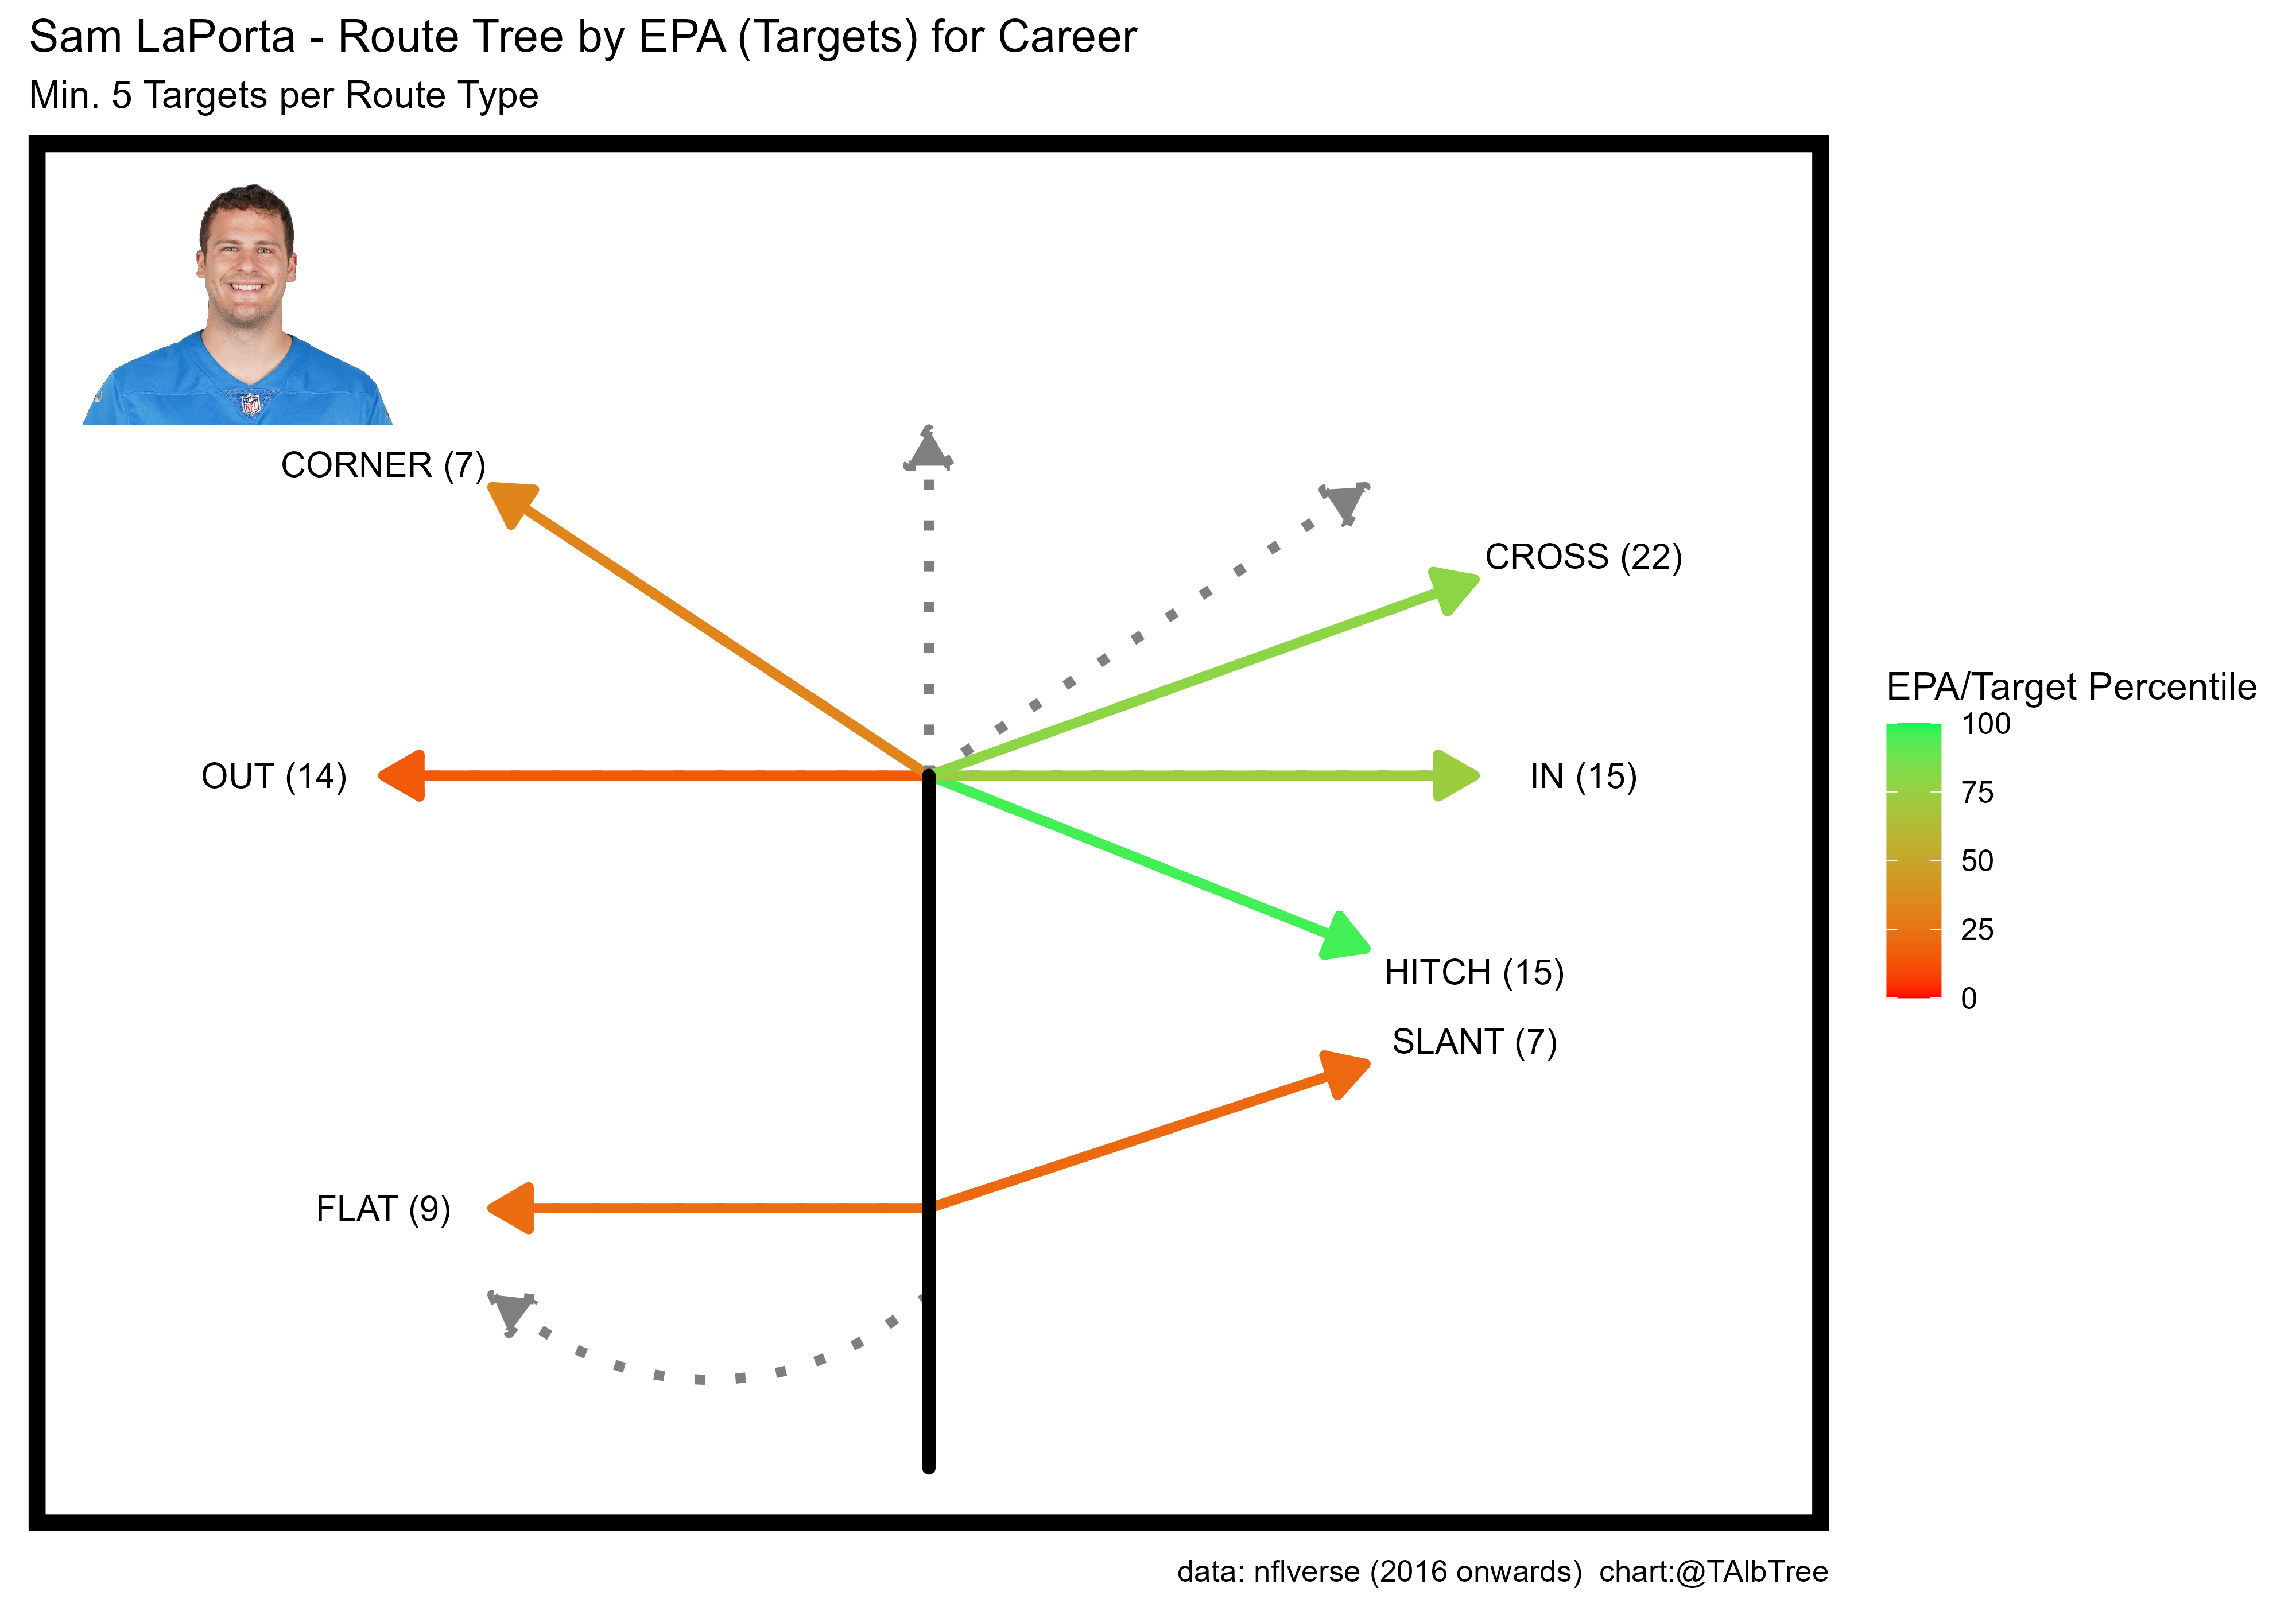 Sam LaPorta - Route Tree by EPA (Targets) for Career
Min. 5 Targets per Route Type
NFL
CORNER (7)
CROSS (22)
OUT (14)
IN (15)
HITCH (15)
SLANT (7)
FLAT (9)
EPA/Target Percentile
100
75
50
25
0
data: nflverse (2016 onwards)  chart:@TAlbTree